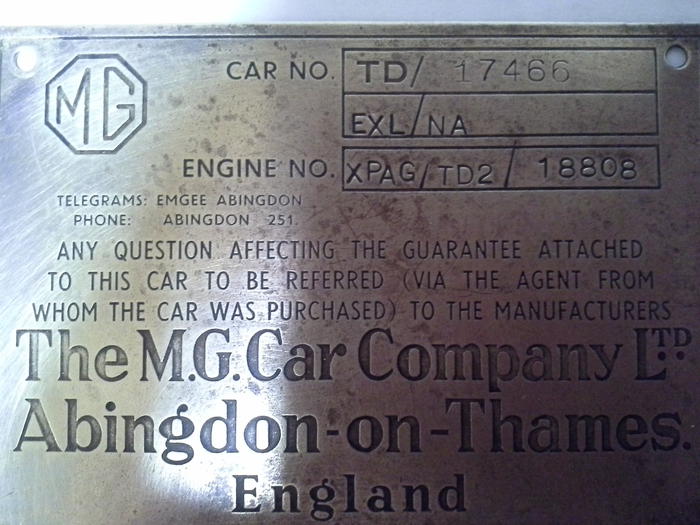 MG
CAR NO. TD/ 17466
EXL/NA
ENGINE NO. XPAG/TD2/ 18808
TELEGRAMS: EMGEE ABINGDON
PHONE: ABINGDON 251.
ANY QUESTION AFFECTING THE GUARANTEE ATTACHED
TO THIS CAR TO BE REFERRED (VIA THE AGENT FROM
WHOM THE CAR WAS PURCHASED) TO THE MANUFACTURERS
The M.G. Car Company LTD.
Abingdon-on-Thames.
England